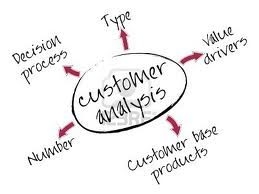 Type
Decision
process
Value
drivers
customer
analysis
Number
Customer base
products